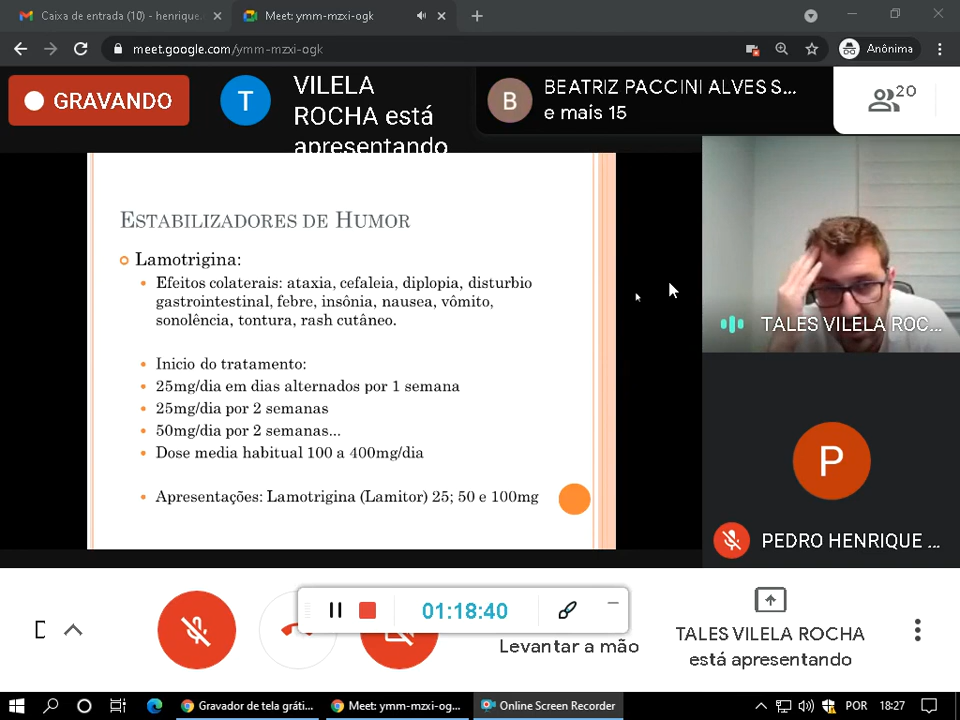 Caixa de entrada (10) - henrique.
Meet: ymm-mzxi-ogk
meet.google.com/ymm-mzxi-ogk
Anônima
GRAVANDO
T
VILELA
ROCHA está
apresentando
B
BEATRIZ PACCINI ALVES S...
e mais 15
20
ESTABILIZADORES DE HUMOR
Lamotrigina:
Efeitos colaterais: ataxia, cefaleia, diplopia, disturbio
gastrointestinal, febre, insônia, nausea, vômito,
sonolência, tontura, rash cutâneo.
Inicio do tratamento:
25mg/dia em dias alternados por 1 semana
25mg/dia por 2 semanas
50mg/dia por 2 semanas...
Dose media habitual 100 a 400mg/dia
Apresentações: Lamotrigina (Lamitor) 25; 50 e 100mg
TALES VILELA ROC...
P
PEDRO HENRIQUE ...
01:18:40
Levantar a mão
TALES VILELA ROCHA
está apresentando
Gravador de tela gráti...
Meet: ymm-mzxi-og...
Online Screen Recorder
POR
18:27